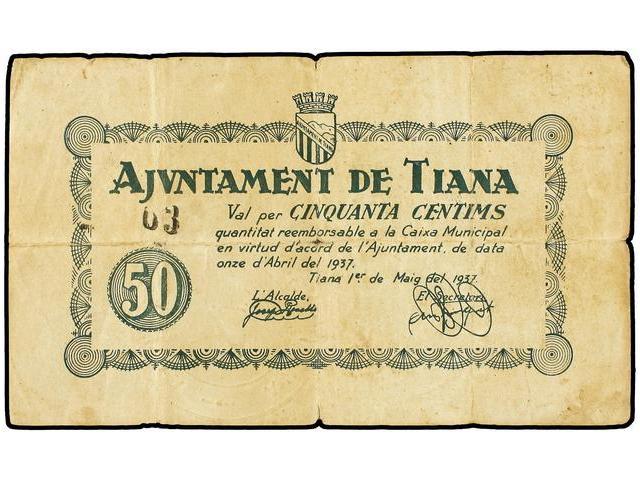 AJVNTAMENT DE TIANA
03
Val per CINQUANTA CENTIMS
quantitat reemborsable a la Caixa Municipal
en virtud d'acord de l'Ajuntament, de data
onze d'Abril del 1937.
Tiana 1er de Maig del 1937.
50
L'Alcalde, El Secretari